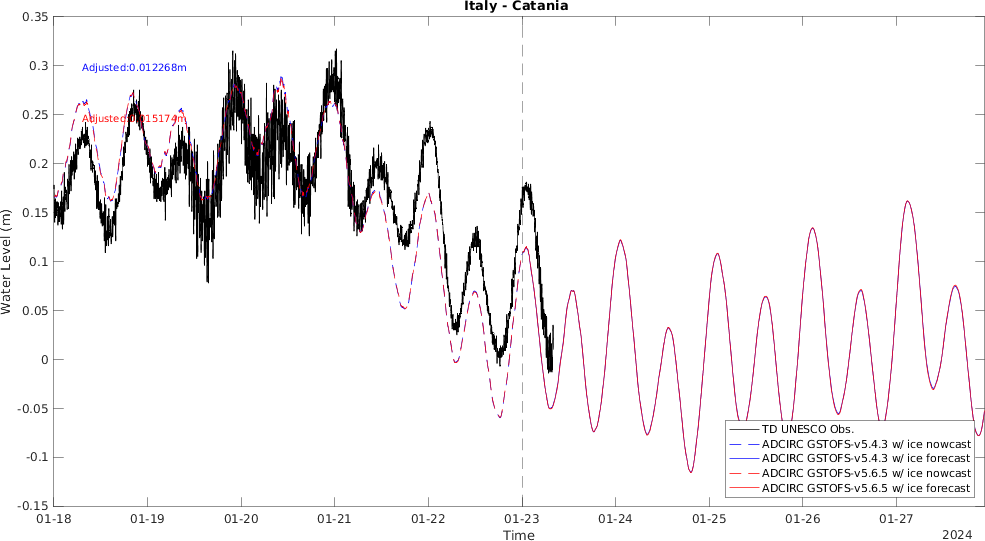 Italy - Catania
Water Level (m)
0.35
0.3
0.25
0.2
0.15
0.1
0.05
0
-0.05
-0.1
-0.15
Adjusted:0.012268m
Adjusted:0.015174m
TD UNESCO Obs.
ADCIRC GSTOFS-v5.4.3 w/ ice nowcast
ADCIRC GSTOFS-v5.4.3 w/ ice forecast
ADCIRC GSTOFS-v5.6.5 w/ ice nowcast
ADCIRC GSTOFS-v5.6.5 w/ ice forecast
01-18 01-19 01-20 01-21 01-22 01-23 01-24 01-25 01-26 01-27
Time
2024